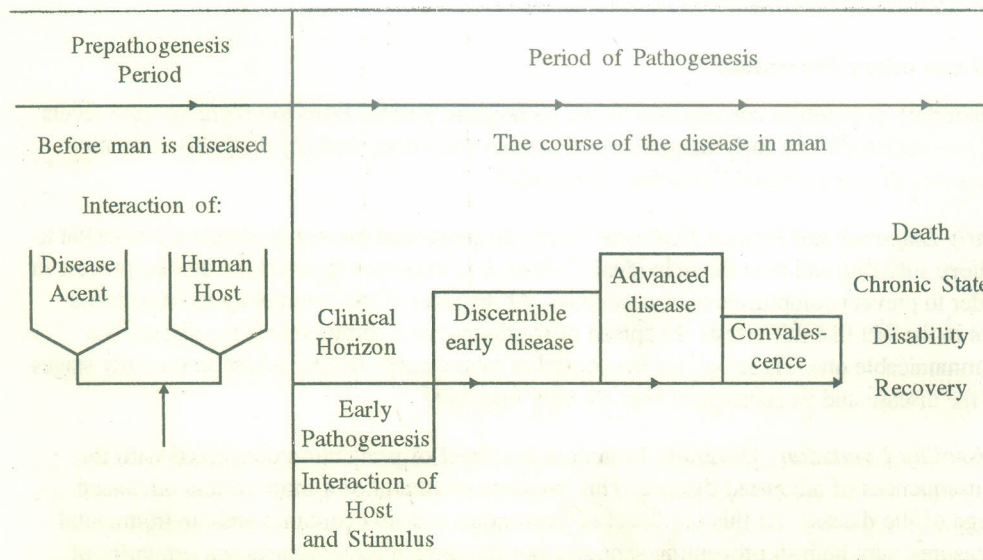 Prepathogenesis
Period
Period of Pathogenesis
Before man is diseased
The course of the disease in man
Interaction of:
Disease
Acent
Human
Host
Clinical
Horizon
Discernible
early disease
Advanced
disease
Convales-
cence
Death
Chronic State
Disability
Recovery
Early
Pathogenesis
Interaction of
Host
and Stimulus